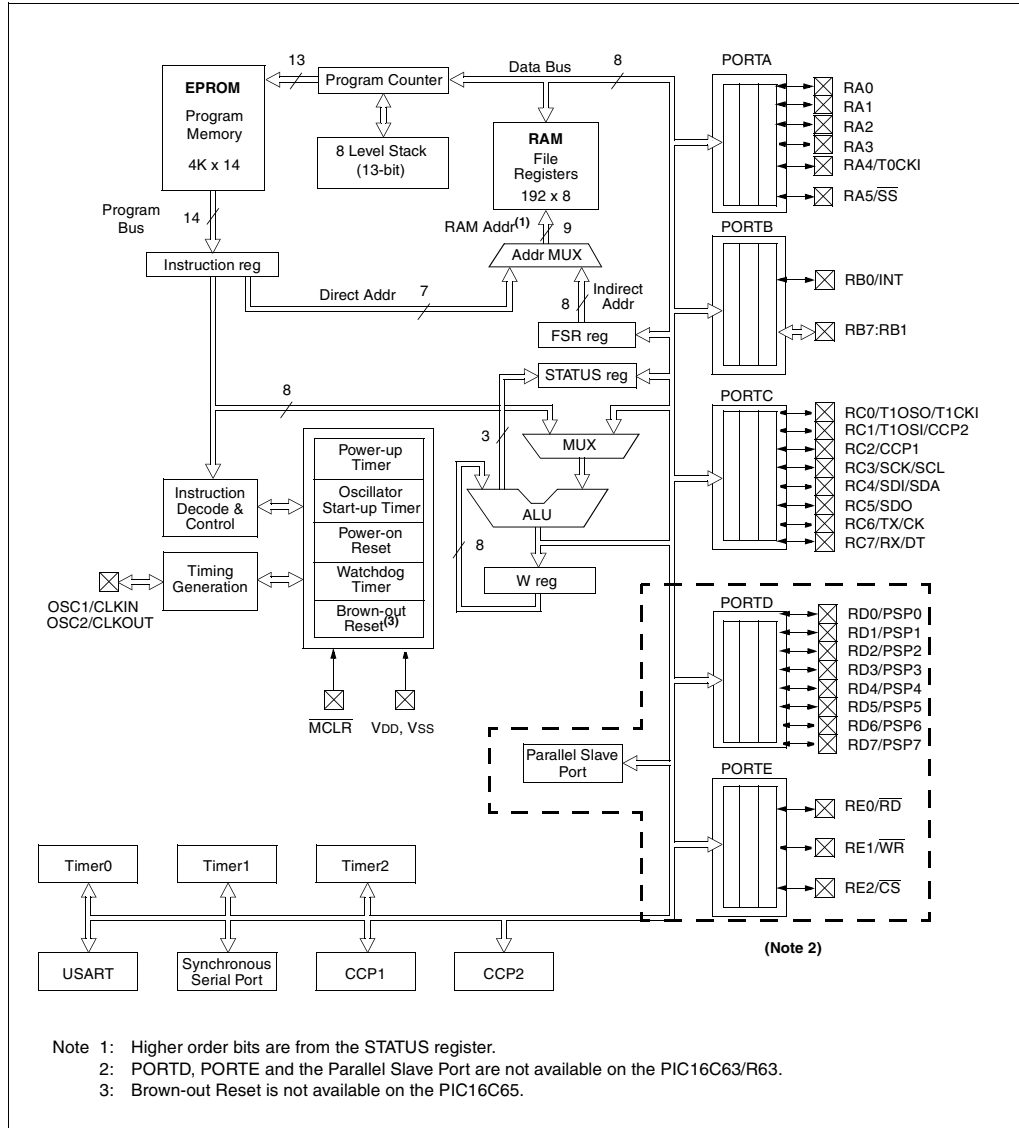 EPROM
Program
Memory
4K x 14
13
Program Counter
8 Level Stack
(13-bit)
Data Bus
8
RAM
File
Registers
192 x 8
Program
Bus
14
Instruction reg
RAM Addr(1)
9
Addr MUX
Direct Addr
7
8
Indirect
Addr
FSR reg
STATUS reg
8
3
MUX
ALU
8
W reg
Power-up
Timer
Oscillator
Start-up Timer
Power-on
Reset
Watchdog
Timer
Brown-out
Reset(3)
Instruction
Decode &
Control
Timing
Generation
OSC1/CLKIN
OSC2/CLKOUT
MCLR
VDD, VSS
PORTA
RA0
RA1
RA2
RA3
RA4/T0CKI
RA5/SS
PORTB
RB0/INT
RB7:RB1
PORTC
RC0/T1OSO/T1CKI
RC1/T1OSI/CCP2
RC2/CCP1
RC3/SCK/SCL
RC4/SDI/SDA
RC5/SDO
RC6/TX/CK
RC7/RX/DT
PORTD
RD0/PSP0
RD1/PSP1
RD2/PSP2
RD3/PSP3
RD4/PSP4
RD5/PSP5
RD6/PSP6
RD7/PSP7
Parallel Slave
Port
PORTE
RE0/RD
RE1/WR
RE2/CS
(Note 2)
Timer0
Timer1
Timer2
USART
Synchronous
Serial Port
CCP1
CCP2
Note 1: Higher order bits are from the STATUS register.
2: PORTD, PORTE and the Parallel Slave Port are not available on the PIC16C63/R63.
3: Brown-out Reset is not available on the PIC16C65.